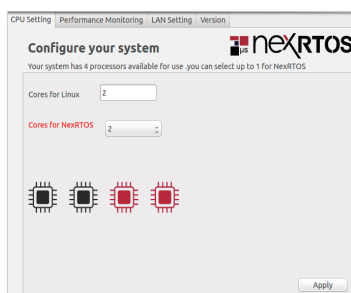 CPU Setting Performance Monitoring LAN Setting Version
Configure your system
μs neXRTOS
Your system has 4 processors available for use .you can select up to 1 for NexRTOS
Cores for Linux 2
Cores for NexRTOS 2
Apply